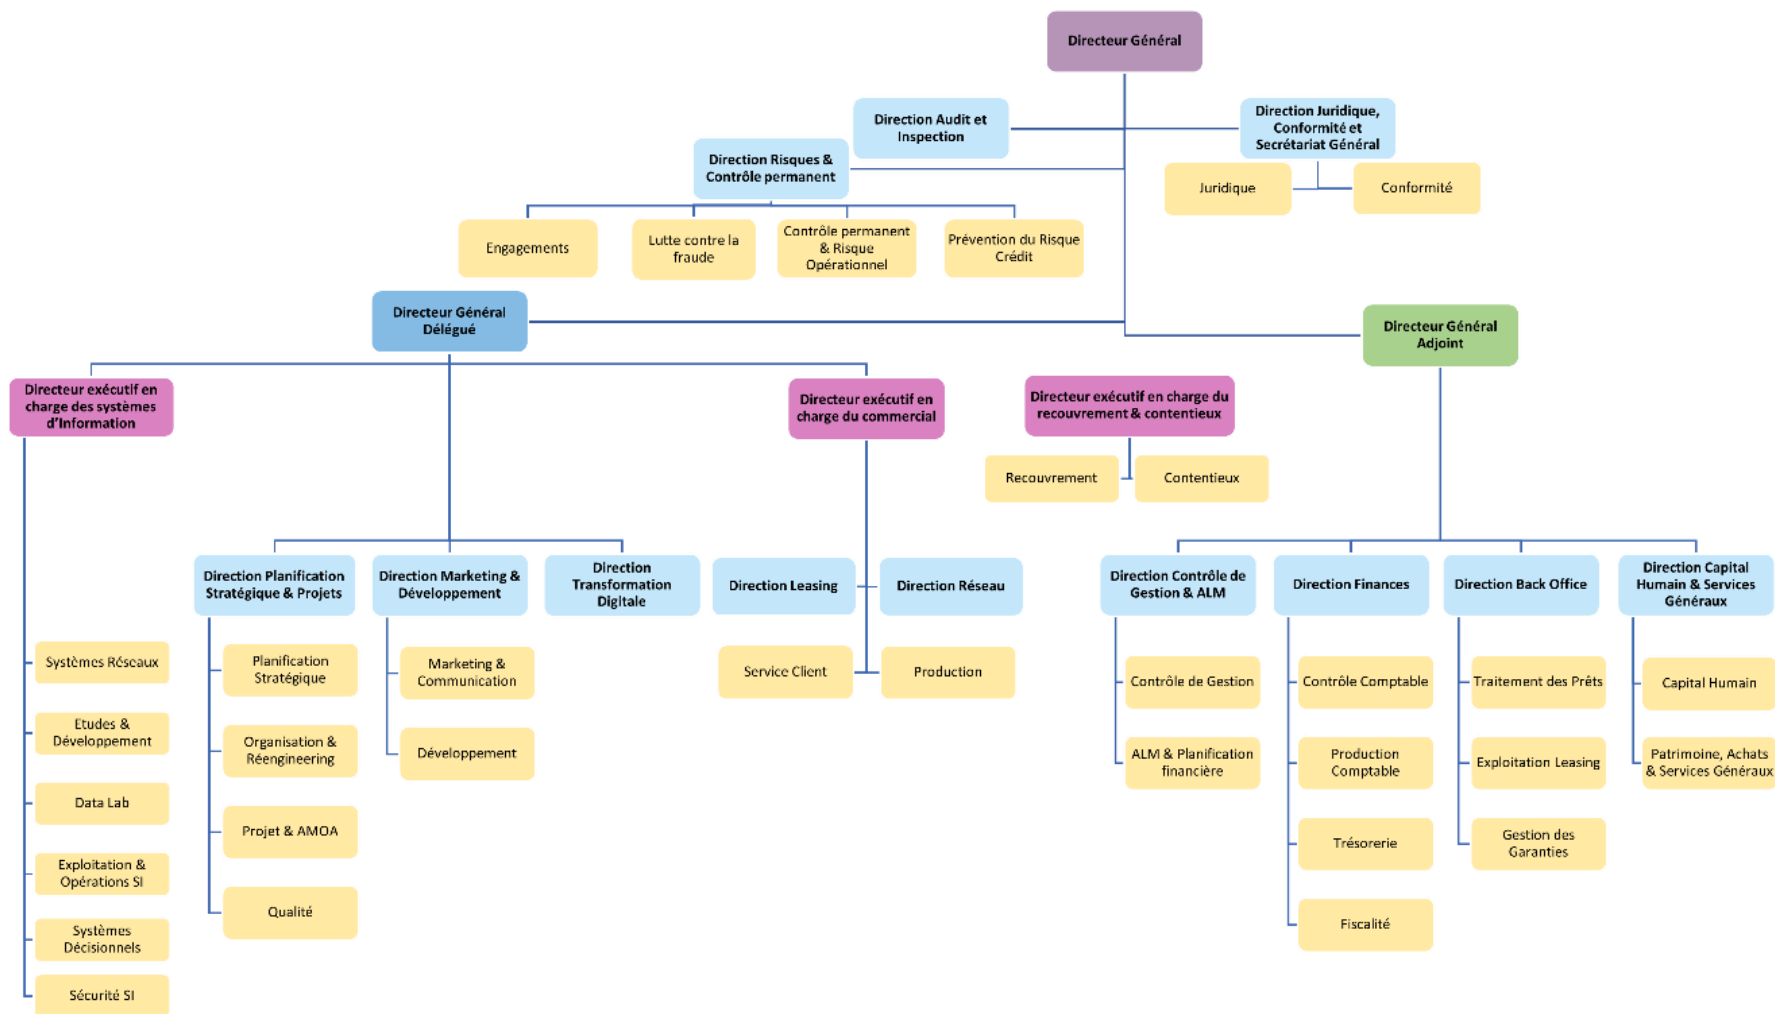 Directeur Général
Direction Audit et
Inspection
Direction Juridique,
Conformité et
Secrétariat Général
Direction Risques &
Contrôle permanent
Juridique
Conformité
Engagements
Lutte contre la
fraude
Contrôle permanent
& Risque
Opérationnel
Prévention du Risque
Crédit
Directeur Général
Délégué
Directeur Général
Adjoint
Directeur exécutif en
charge des systèmes
d'Information
Directeur exécutif en
charge du commercial
Directeur exécutif en charge du
recouvrement & contentieux
Recouvrement
Contentieux
Direction Planification
Stratégique & Projets
Direction Marketing &
Développement
Direction
Transformation
Digitale
Direction Leasing
Direction Réseau
Direction Contrôle de
Gestion & ALM
Direction Finances
Direction Back Office
Direction Capital
Humain & Services
Généraux
Systèmes Réseaux
Etudes &
Développement
Data Lab
Exploitation &
Opérations SI
Systèmes
Décisionnels
Sécurité SI
Planification
Stratégique
Organisation &
Réengineering
Projet & AMOA
Qualité
Marketing &
Communication
Développement
Service Client
Production
Contrôle de Gestion
ALM & Planification
financière
Contrôle Comptable
Production
Comptable
Trésorerie
Fiscalité
Traitement des Prêts
Exploitation Leasing
Gestion des
Garanties
Capital Humain
Patrimoine, Achats
& Services Généraux